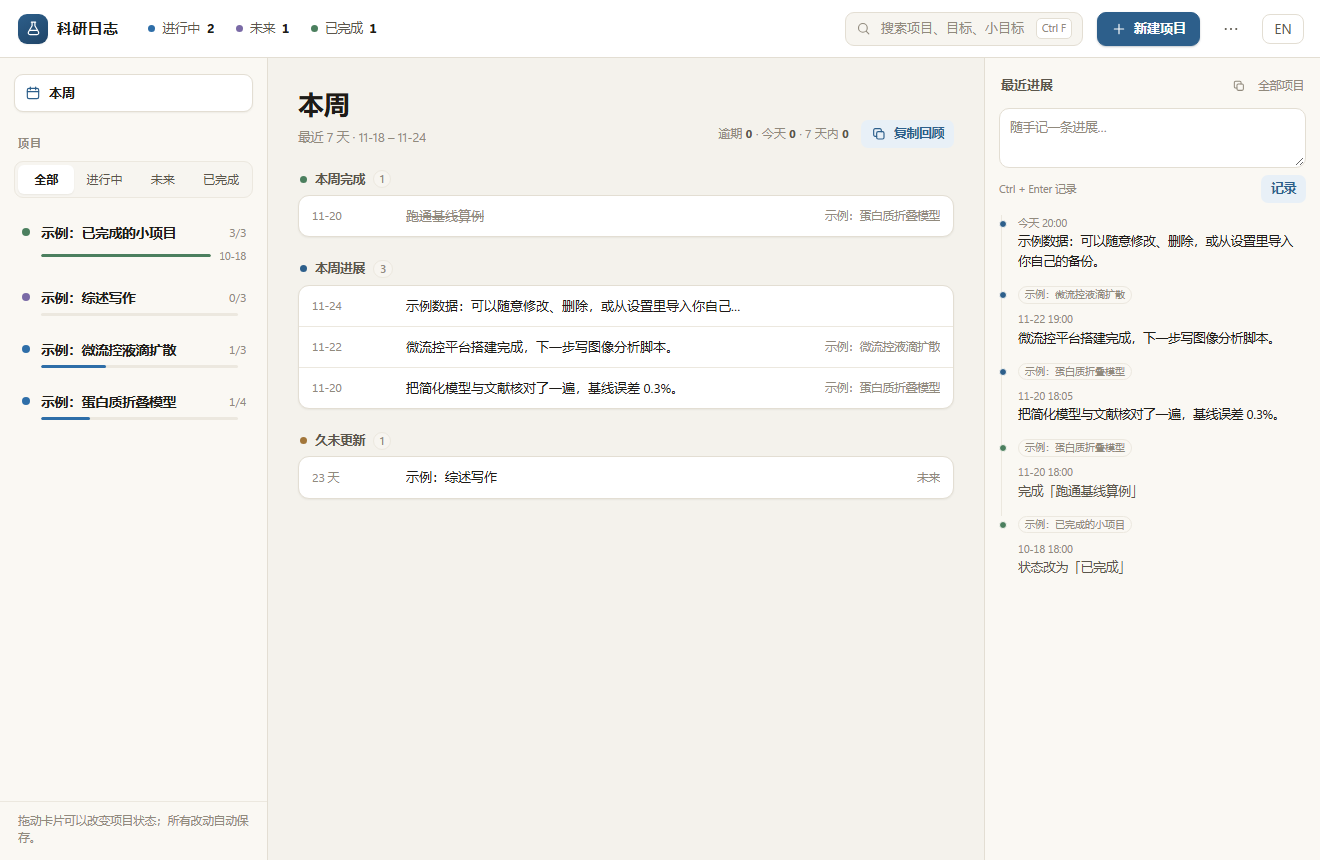 科研日志
进行中 2
未来 1
已完成 1
搜索项目、目标、小目标 Ctrl F
新建项目
···
EN
本周
项目
全部 进行中 未来 已完成
示例：已完成的小项目 3/3
10-18
示例：综述写作 0/3
示例：微流控液滴扩散 1/3
示例：蛋白质折叠模型 1/4
拖动卡片可以改变项目状态；所有改动自动保
存。
本周
最近 7 天 · 11-18 – 11-24
逾期 0 · 今天 0 · 7 天内 0
复制回顾
本周完成 1
11-20 跑通基线算例 示例：蛋白质折叠模型
本周进展 3
11-24 示例数据：可以随意修改、删除，或从设置里导入你自己...
11-22 微流控平台搭建完成，下一步写图像分析脚本。 示例：微流控液滴扩散
11-20 把简化模型与文献核对了一遍，基线误差 0.3%。 示例：蛋白质折叠模型
久未更新 1
23 天 示例：综述写作 未来
最近进展
全部项目
随手记一条进展...
Ctrl + Enter 记录
记录
今天 20:00
示例数据：可以随意修改、删除，或从设置里导入
你自己的备份。
示例：微流控液滴扩散
11-22 19:00
微流控平台搭建完成，下一步写图像分析脚本。
示例：蛋白质折叠模型
11-20 18:05
把简化模型与文献核对了一遍，基线误差 0.3%。
示例：蛋白质折叠模型
11-20 18:00
完成「跑通基线算例」
示例：已完成的小项目
10-18 18:00
状态改为「已完成」